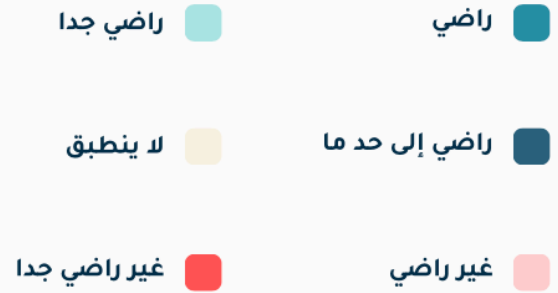 راضي
راضي جدا
راضي إلى حد ما
لا ينطبق
غير راضي
غير راضي جدا